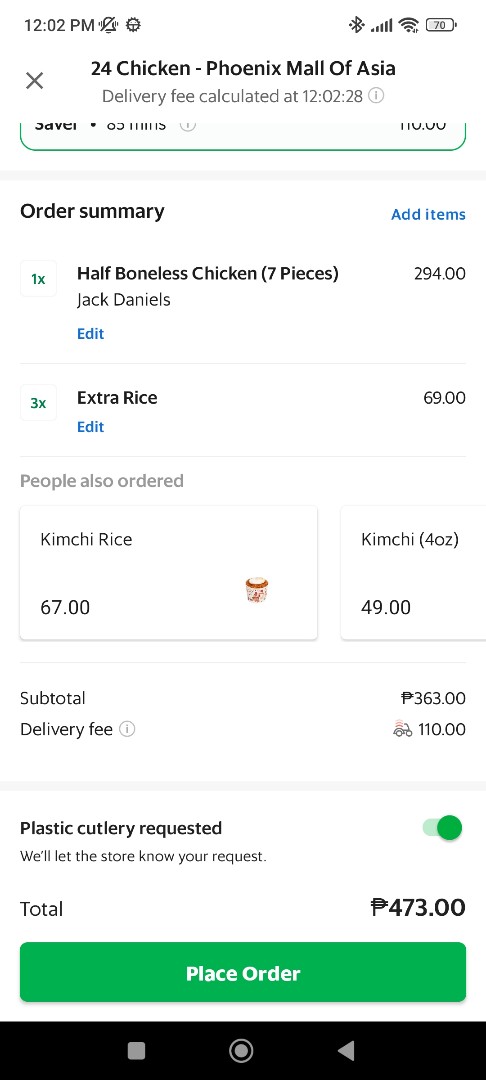 12:02 PM
70
24 Chicken - Phoenix Mall Of Asia
Delivery fee calculated at 12:02:28
Saver • 85 mins
110.00
Order summary
Add items
1x
Half Boneless Chicken (7 Pieces)
294.00
Jack Daniels
Edit
3x
Extra Rice
69.00
Edit
People also ordered
Kimchi Rice
67.00
Kimchi (4oz)
49.00
Subtotal
₱363.00
Delivery fee
110.00
Plastic cutlery requested
We'll let the store know your request.
Total
₱473.00
Place Order